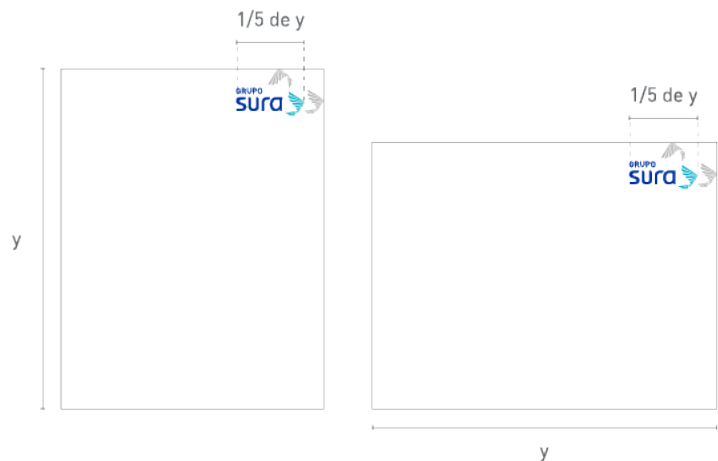 1/5 de y
GRUPO
sura
y
1/5 de y
GRUPO
sura
y